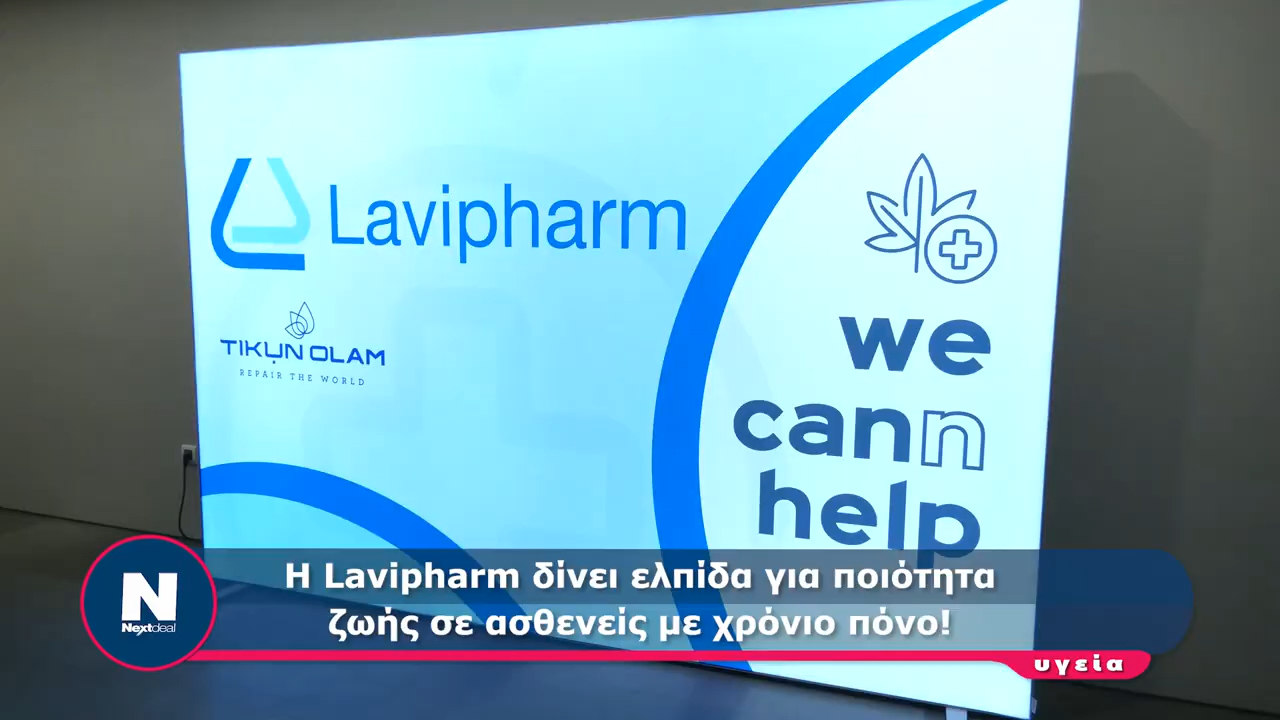 Lavipharm
TIKUN OLAM
REPAIR THE WORLD
we
cann
help
Η Lavipharm δίνει ελπίδα για ποιότητα
ζωής σε ασθενείς με χρόνιο πόνο!
N
Nextdeal
υγεία